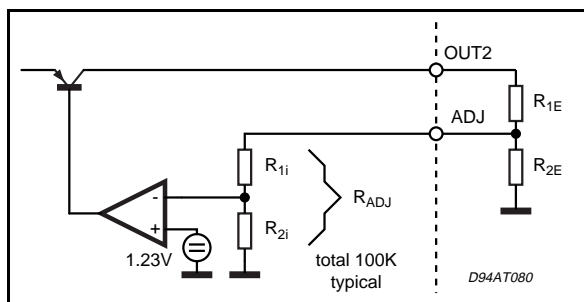 OUT2
R1E
ADJ
R1i
R2E
-
RADJ
+
R2i
1.23V
total 100K
typical
D94AT080